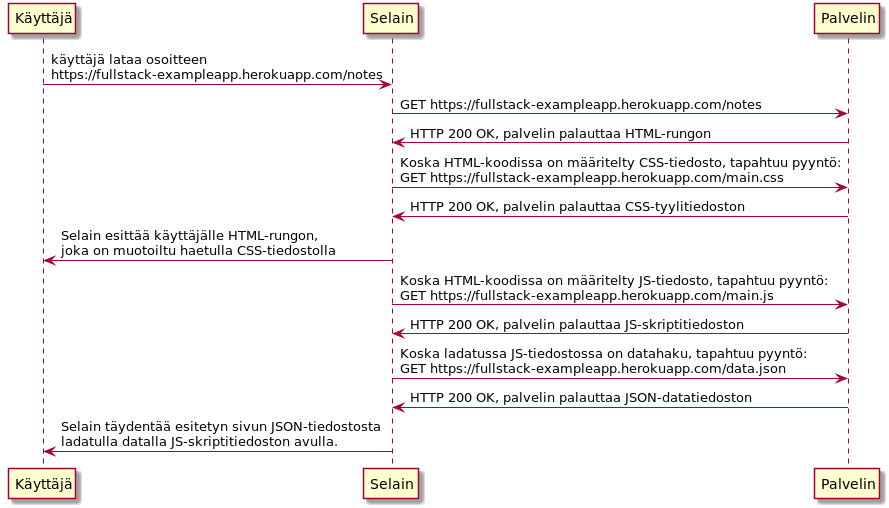 Käyttäjä
Selain
Palvelin
käyttäjä lataa osoitteen
https://fullstack-exampleapp.herokuapp.com/notes
GET https://fullstack-exampleapp.herokuapp.com/notes
HTTP 200 OK, palvelin palauttaa HTML-rungon
Koska HTML-koodissa on määritelty CSS-tiedosto, tapahtuu pyyntö:
GET https://fullstack-exampleapp.herokuapp.com/main.css
HTTP 200 OK, palvelin palauttaa CSS-tyylitiedoston
Selain esittää käyttäjälle HTML-rungon,
joka on muotoiltu haetulla CSS-tiedostolla
Koska HTML-koodissa on määritelty JS-tiedosto, tapahtuu pyyntö:
GET https://fullstack-exampleapp.herokuapp.com/main.js
HTTP 200 OK, palvelin palauttaa JS-skriptitiedoston
Koska ladatussa JS-tiedostossa on datahaku, tapahtuu pyyntö:
GET https://fullstack-exampleapp.herokuapp.com/data.json
HTTP 200 OK, palvelin palauttaa JSON-datatiedoston
Selain täydentää esitetyn sivun JSON-tiedostosta
ladatulla datalla JS-skriptitiedoston avulla.
Käyttäjä
Selain
Palvelin